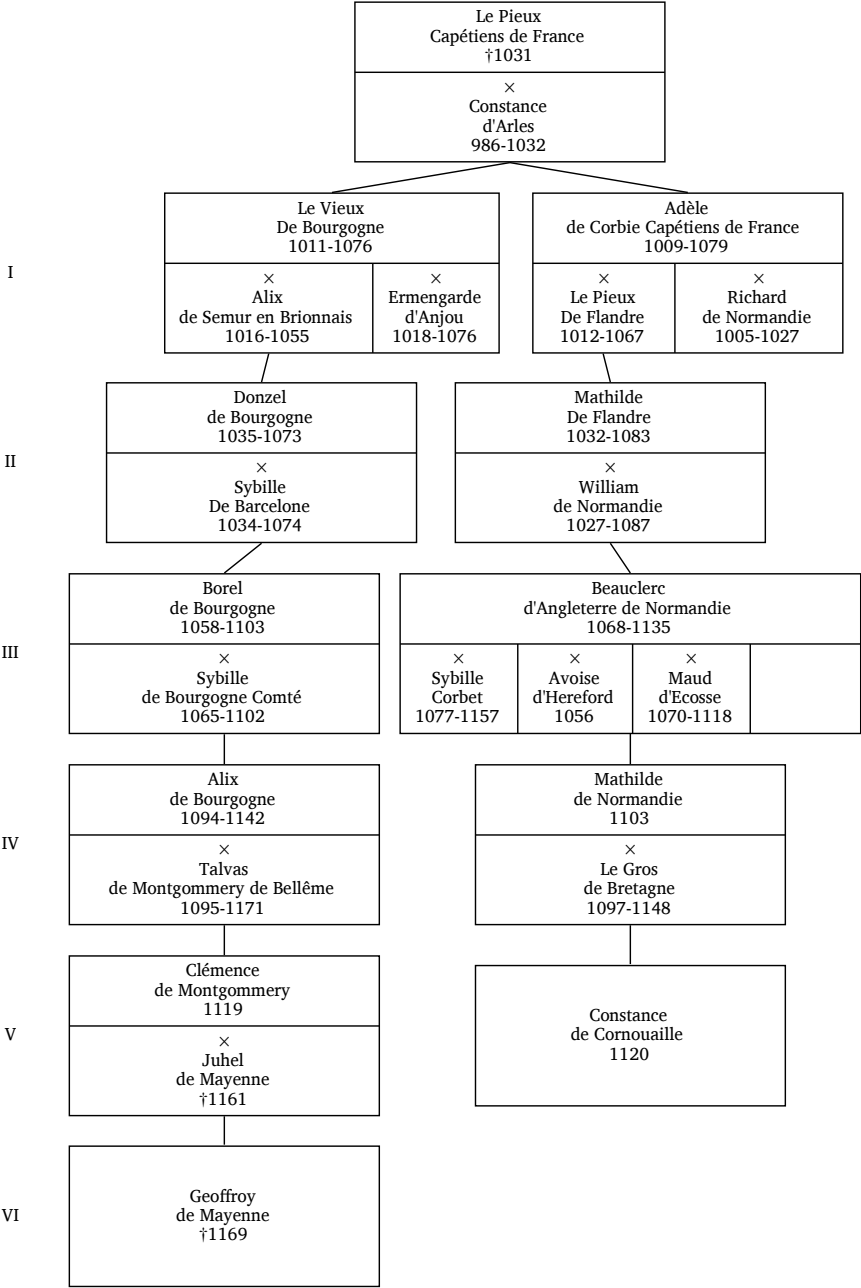 Le Pieux
Capétiens de France
†1031
×
Constance
d'Arles
986-1032
I
Le Vieux
De Bourgogne
1011-1076
×
Alix
de Semur en Brionnais
1016-1055
×
Ermengarde
d'Anjou
1018-1076
Adèle
de Corbie Capétiens de France
1009-1079
×
Le Pieux
De Flandre
1012-1067
×
Richard
de Normandie
1005-1027
II
Donzel
de Bourgogne
1035-1073
×
Sybille
De Barcelone
1034-1074
Mathilde
De Flandre
1032-1083
×
William
de Normandie
1027-1087
III
Borel
de Bourgogne
1058-1103
×
Sybille
de Bourgogne Comté
1065-1102
Beauclerc
d'Angleterre de Normandie
1068-1135
×
Sybille
Corbet
1077-1157
×
Avoise
d'Hereford
1056
×
Maud
d'Ecosse
1070-1118
IV
Alix
de Bourgogne
1094-1142
×
Talvas
de Montgommery de Bellême
1095-1171
Mathilde
de Normandie
1103
×
Le Gros
de Bretagne
1097-1148
V
Clémence
de Montgommery
1119
×
Juhel
de Mayenne
†1161
Constance
de Cornouaille
1120
VI
Geoffroy
de Mayenne
†1169